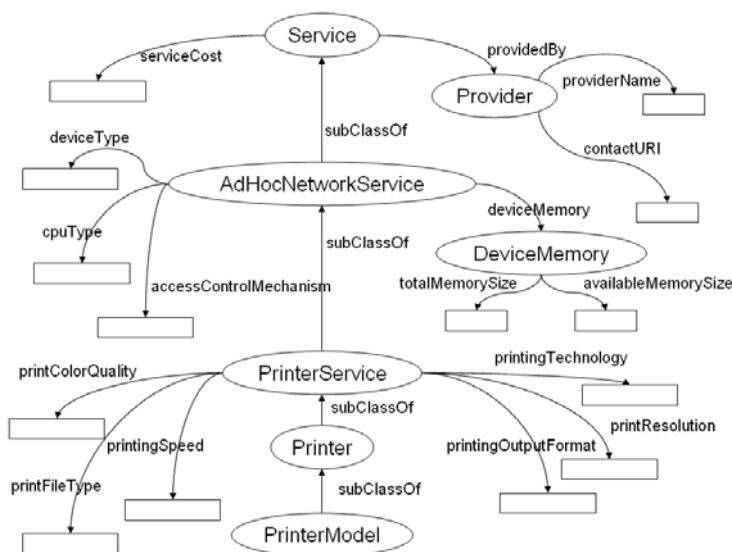 Service
serviceCost
providedBy
providerName
Provider
subClassOf
deviceType
contactURI
AdHocNetworkService
deviceMemory
cpuType
subClassOf
DeviceMemory
accessControlMechanism
totalMemorySize
availableMemorySize
printingTechnology
printColorQuality
PrinterService
subClassOf
printResolution
printingSpeed
Printer
printingOutputFormat
printFileType
subClassOf
PrinterModel